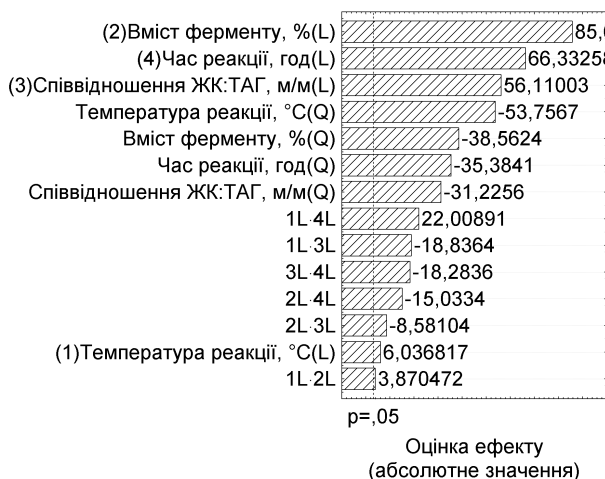 (2)Вміст ферменту, %(L)
(4)Час реакції, год(L) 66,33258
(3)Співвідношення ЖК:ТАГ, м/м(L) 56,11003
Температура реакції, °C(Q) -53,7567
Вміст ферменту, %(Q) -38,5624
Час реакції, год(Q) -35,3841
Співвідношення ЖК:ТАГ, м/м(Q) -31,2256
1L·4L 22,00891
1L·3L -18,8364
3L·4L -18,2836
2L·4L -15,0334
2L·3L -8,58104
(1)Температура реакції, °C(L) 6,036817
1L·2L 3,870472
p=,05
Оцінка ефекту
(абсолютне значення)